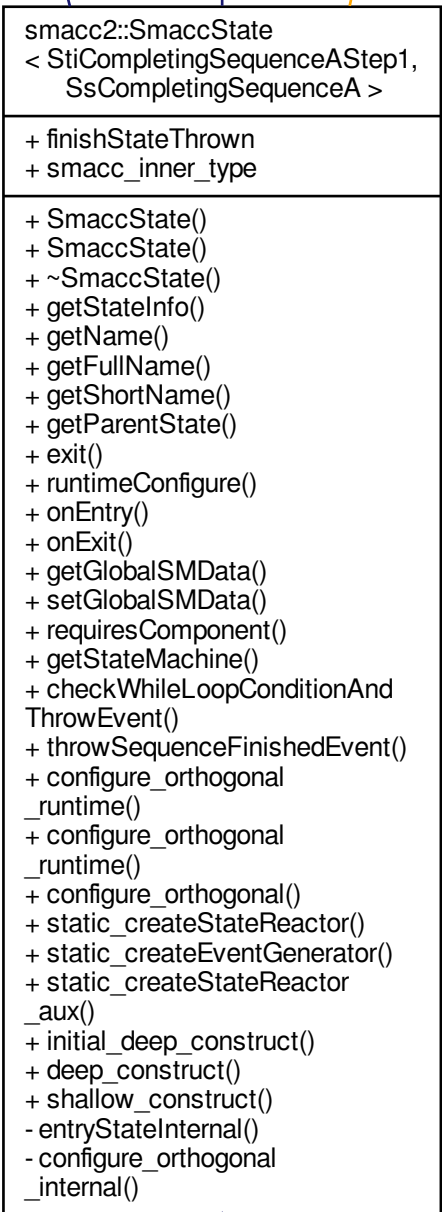 smacc2::SmaccState
< StiCompletingSequenceAStep1,
SsCompletingSequenceA >
+ finishStateThrown
+ smacc_inner_type
+ SmaccState()
+ SmaccState()
+ ~SmaccState()
+ getStateInfo()
+ getName()
+ getFullName()
+ getShortName()
+ getParentState()
+ exit()
+ runtimeConfigure()
+ onEntry()
+ onExit()
+ getGlobalSMData()
+ setGlobalSMData()
+ requiresComponent()
+ getStateMachine()
+ checkWhileLoopConditionAnd
ThrowEvent()
+ throwSequenceFinishedEvent()
+ configure_orthogonal
_runtime()
+ configure_orthogonal
_runtime()
+ configure_orthogonal()
+ static_createStateReactor()
+ static_createEventGenerator()
+ static_createStateReactor
_aux()
+ initial_deep_construct()
+ deep_construct()
+ shallow_construct()
- entryStateInternal()
- configure_orthogonal
_internal()